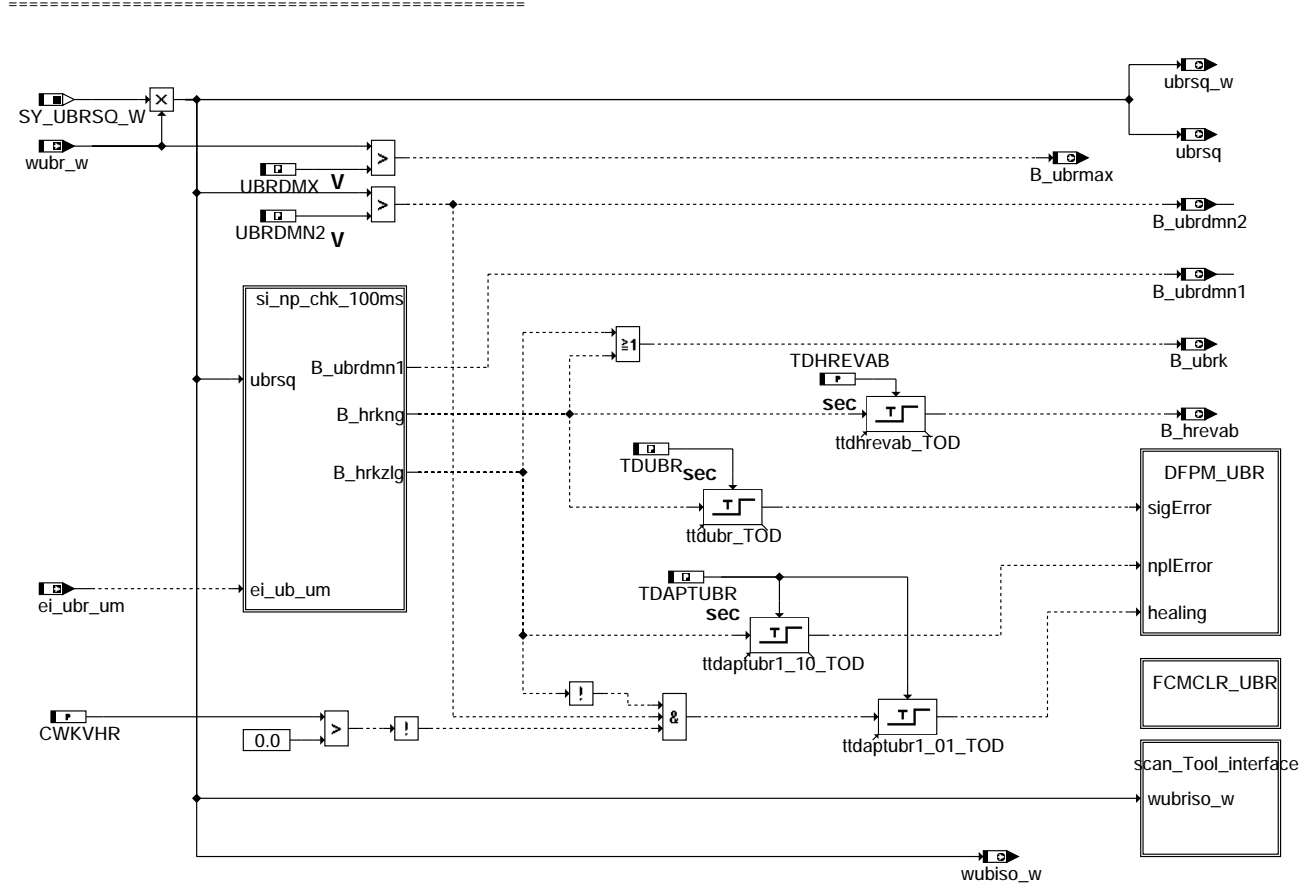 ==================================================
ubrsq_w
SY_UBRSQ_W
×
wubr_w
ubrsq
>
UBRDMX V
B_ubrmax
>
UBRDMN2 V
B_ubrdmn2
B_ubrdmn1
si_np_chk_100ms
ubrsq
B_ubrdmn1
B_hrkng
B_hrkzlg
ei_ub_um
≧1
B_ubrk
TDHREVAB
P
sec
T
ttdhrevab_TOD
B_hrevab
TDUBR sec
T
ttdubr_TOD
DFPM_UBR
sigError
nplError
healing
ei_ubr_um
TDAPTUBR
sec
T
ttdaptubr1_10_TOD
!
&
T
ttdaptubr1_01_TOD
FCMCLR_UBR
P
CWKVHR
0.0
>
!
scan_Tool_interface
wubriso_w
wubiso_w